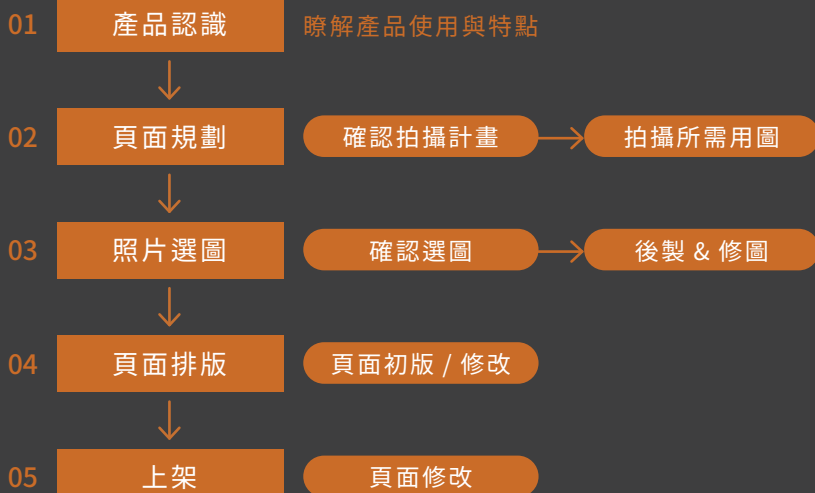 01 產品認識 瞭解產品使用與特點
02 頁面規劃 確認拍攝計畫 拍攝所需用圖
03 照片選圖 確認選圖 後製 & 修圖
04 頁面排版 頁面初版 / 修改
05 上架 頁面修改